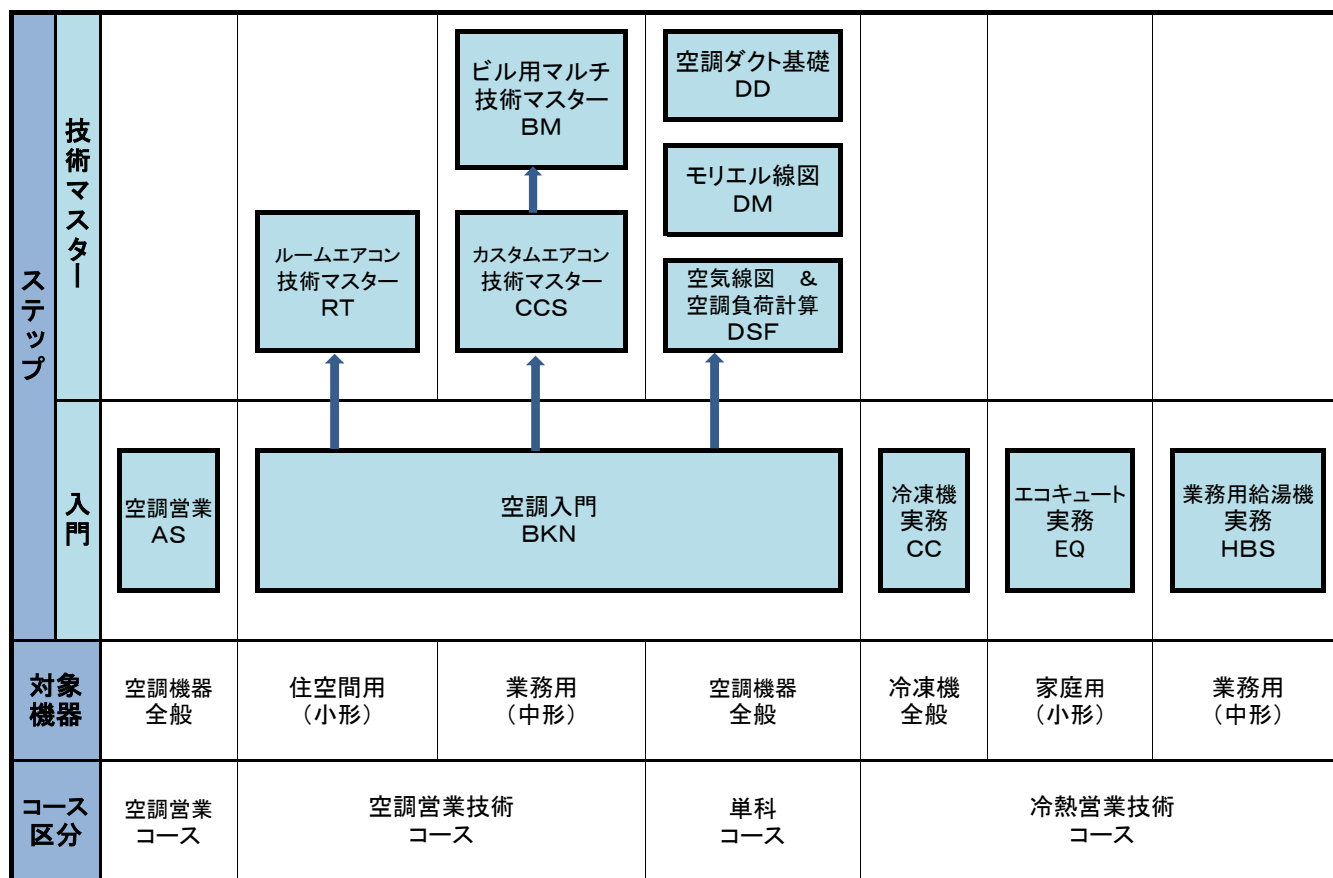 ステップ
技術マスター
ビル用マルチ
技術マスター
BM
空調ダクト基礎
DD
モリエル線図
DM
ルームエアコン
技術マスター
RT
カスタムエアコン
技術マスター
CCS
空気線図　＆
空調負荷計算
DSF
入門
空調営業
AS
空調入門
BKN
冷凍機
実務
CC
エコキュート
実務
EQ
業務用給湯機
実務
HBS
対象
機器
空調機器
全般
住空間用
（小形）
業務用
（中形）
空調機器
全般
冷凍機
全般
家庭用
（小形）
業務用
（中形）
コース
区分
空調営業
コース
空調営業技術
コース
単科
コース
冷熱営業技術
コース